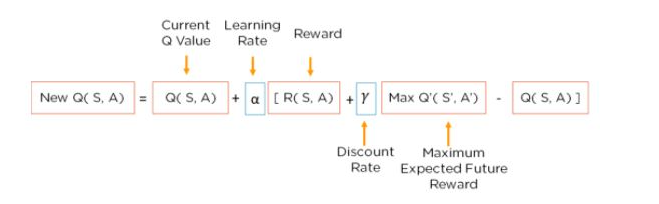 Current
Q Value
Learning
Rate
Reward
New Q( S, A) = Q( S, A) + α [ R( S, A) + γ Max Q'( S', A') - Q( S, A) ]
Discount
Rate
Maximum
Expected Future
Reward